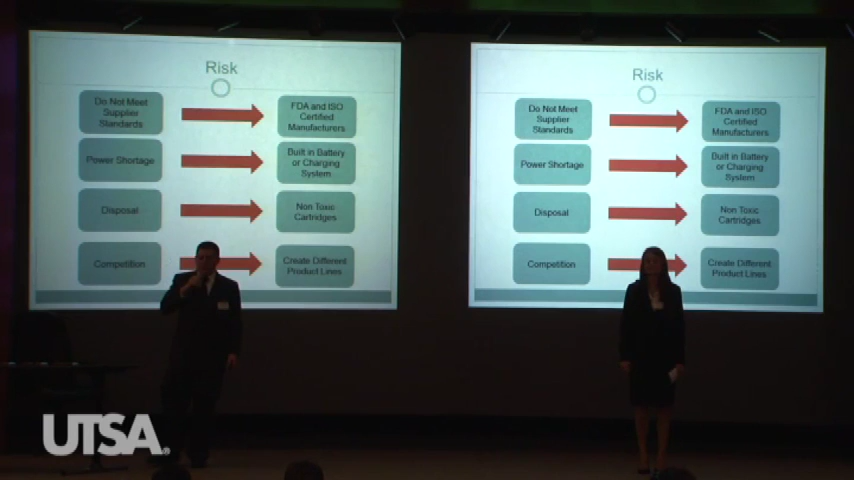 Risk
Do Not Meet
Supplier
Standards
FDA and ISO
Certified
Manufacturers
Power Shortage
Built in Battery
or Charging
System
Disposal
Non Toxic
Cartridges
Competition
Create Different
Product Lines
Risk
Do Not Meet
Supplier
Standards
FDA and ISO
Certified
Manufacturers
Power Shortage
Built in Battery
or Charging
System
Disposal
Non Toxic
Cartridges
Competition
Create Different
Product Lines
UTSA®